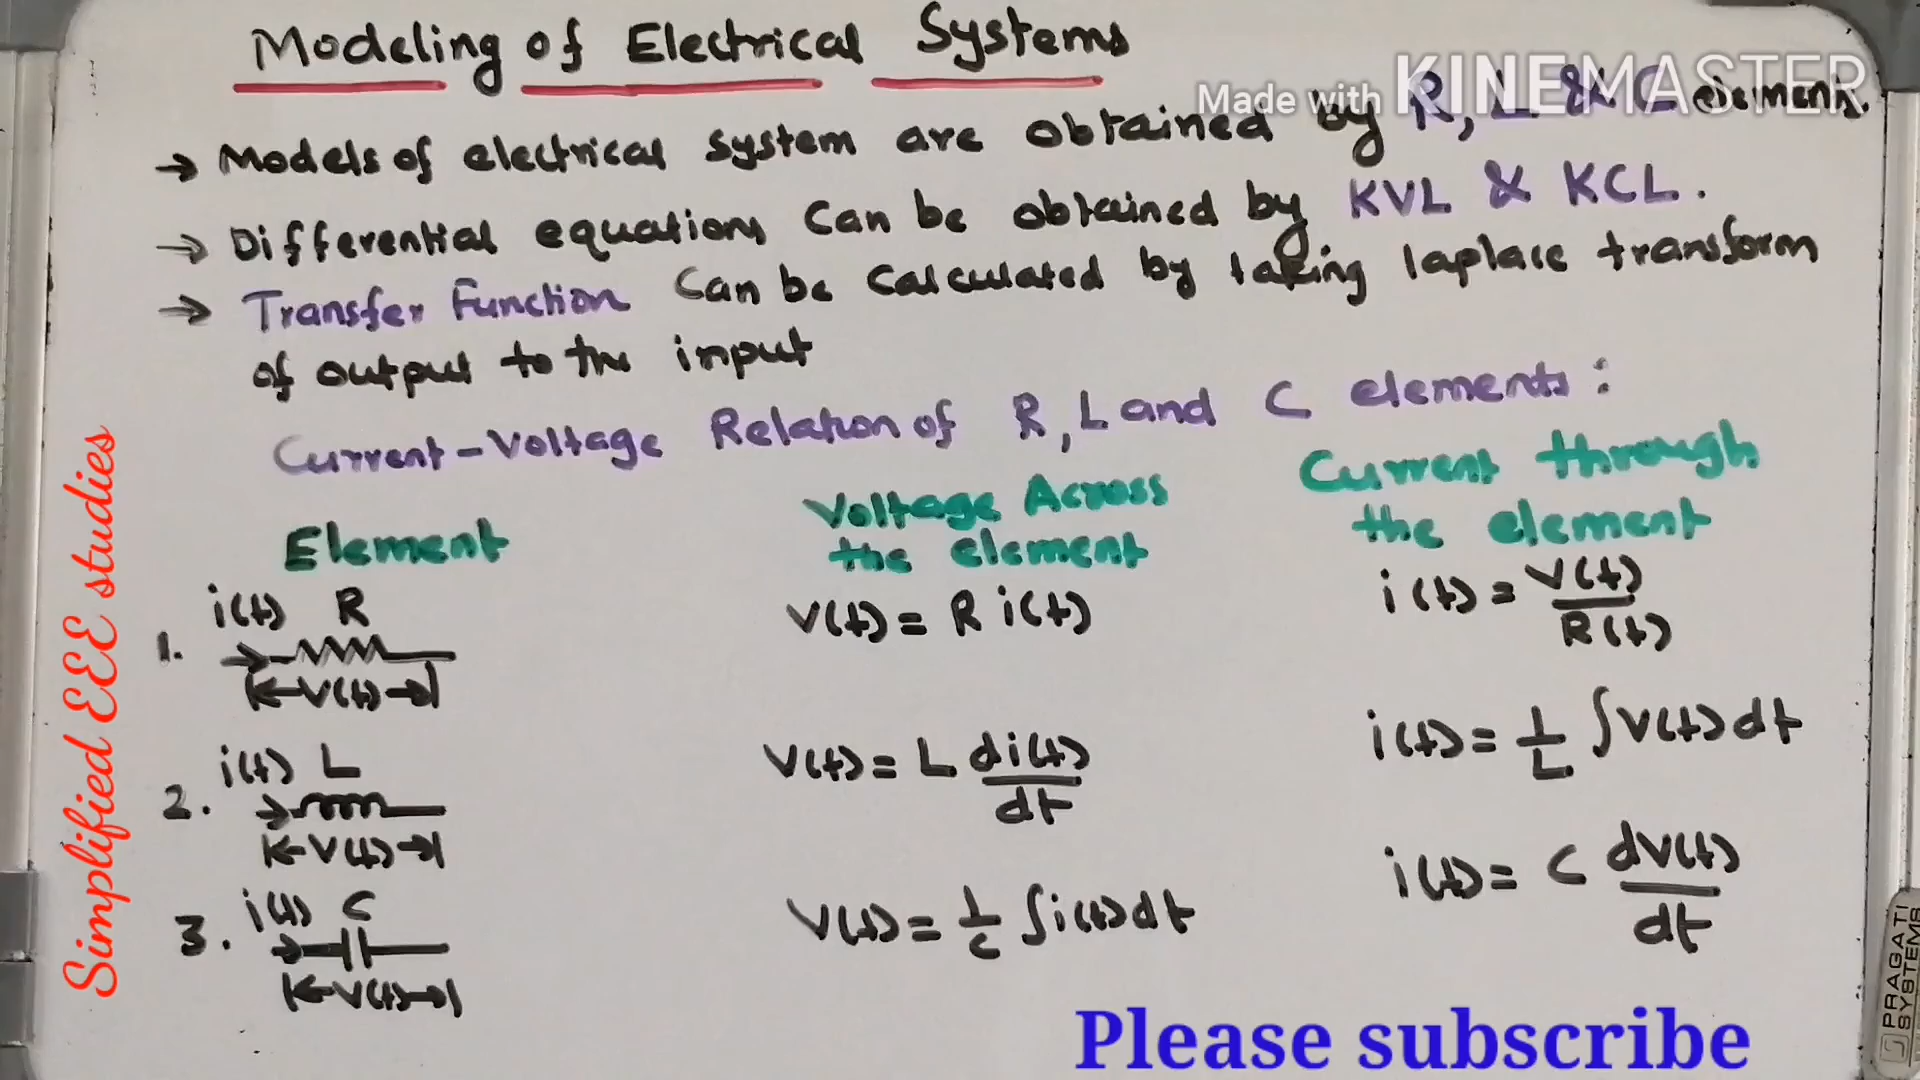 Modeling of Electrical Systems
Made with KINEMASTER
→ Models of electrical system are obtained by R, L & C elements.
→ Differential equations can be obtained by KVL & KCL.
→ Transfer Function can be calculated by taking laplace transform
of output to the input
Current-Voltage Relation of R, L and C elements:
Element
Voltage Across
the element
Current through
the element
1. i(t) R
V(t)
V(t) = R i(t)
i(t) = V(t)/R(t)
2. i(t) L
V(t)
V(t) = L di(t)/dt
i(t) = 1/L ∫V(t) dt
3. i(t) C
V(t)
V(t) = 1/C ∫i(t) dt
i(t) = C dV(t)/dt
Simplified EEE studies
Please subscribe
PRAGATI
SYSTEMS